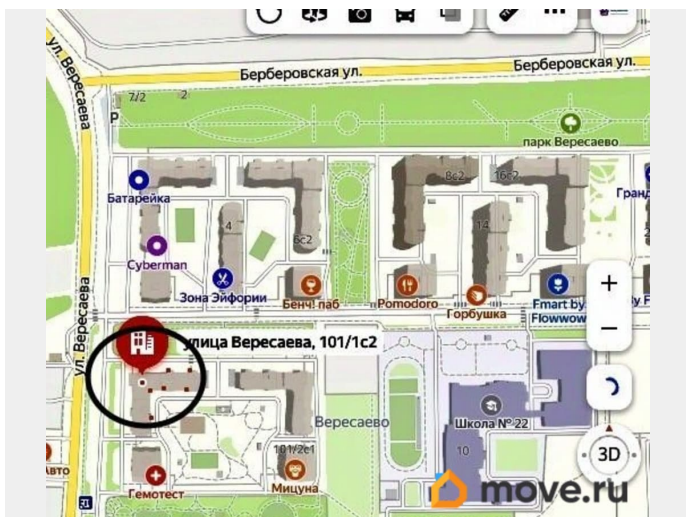 Берберовская ул.
Берберовская ул.
ул. Вересаева
7/2
2
P
парк Вересаево
Батарейка
8с2
16с2
4
14
6с2
Cyberman
Зона Эйфории
Бенч! паб
Pomodoro
Горбушка
Fmart by
Flowwow
ул. Вересаева
улица Вересаева, 101/1с2
Вересаево
Школа № 22
101/2с1
10
3D
Гемотест
Мицуна
move.ru